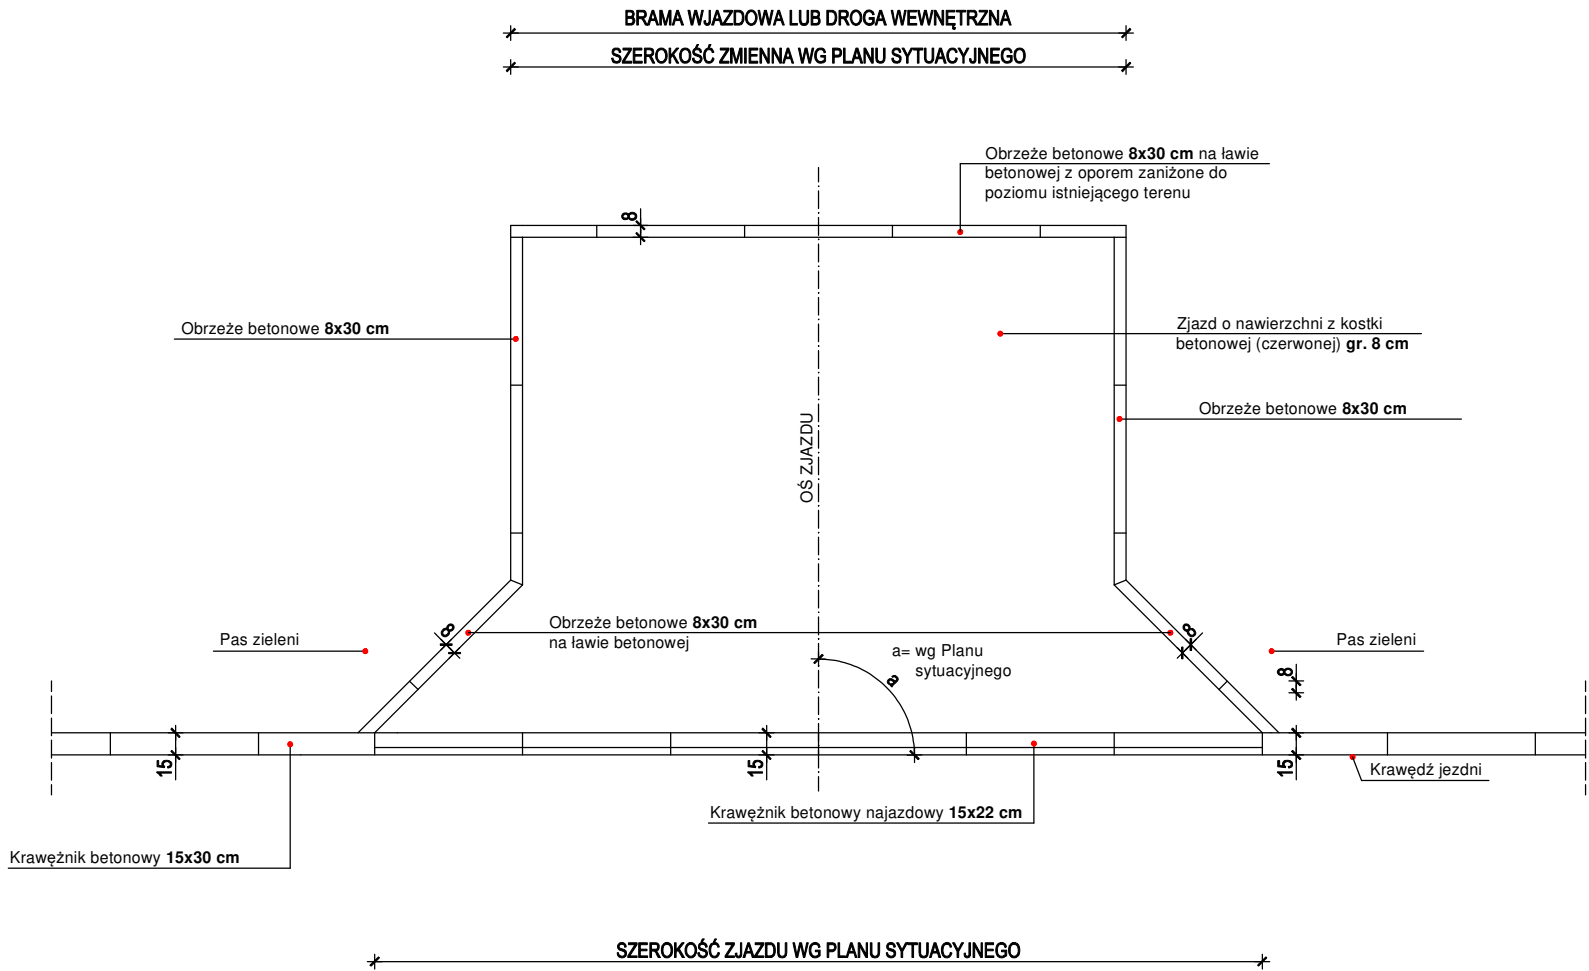 BRAMA WJAZDOWA LUB DROGA WEWNĘTRZNA
SZEROKOŚĆ ZMIENNA WG PLANU SYTUACYJNEGO
Obrzeże betonowe 8x30 cm na ławie
betonowej z oporem zaniżone do
poziomu istniejącego terenu
8
Obrzeże betonowe 8x30 cm
Zjazd o nawierzchni z kostki
betonowej (czerwonej) gr. 8 cm
Obrzeże betonowe 8x30 cm
OŚ ZJAZDU
Obrzeże betonowe 8x30 cm
na ławie betonowej
8
8
Pas zieleni
Pas zieleni
a= wg Planu
sytuacyjnego
a
8
15
15
15
Krawędź jezdni
Krawężnik betonowy najazdowy 15x22 cm
Krawężnik betonowy 15x30 cm
SZEROKOŚĆ ZJAZDU WG PLANU SYTUACYJNEGO